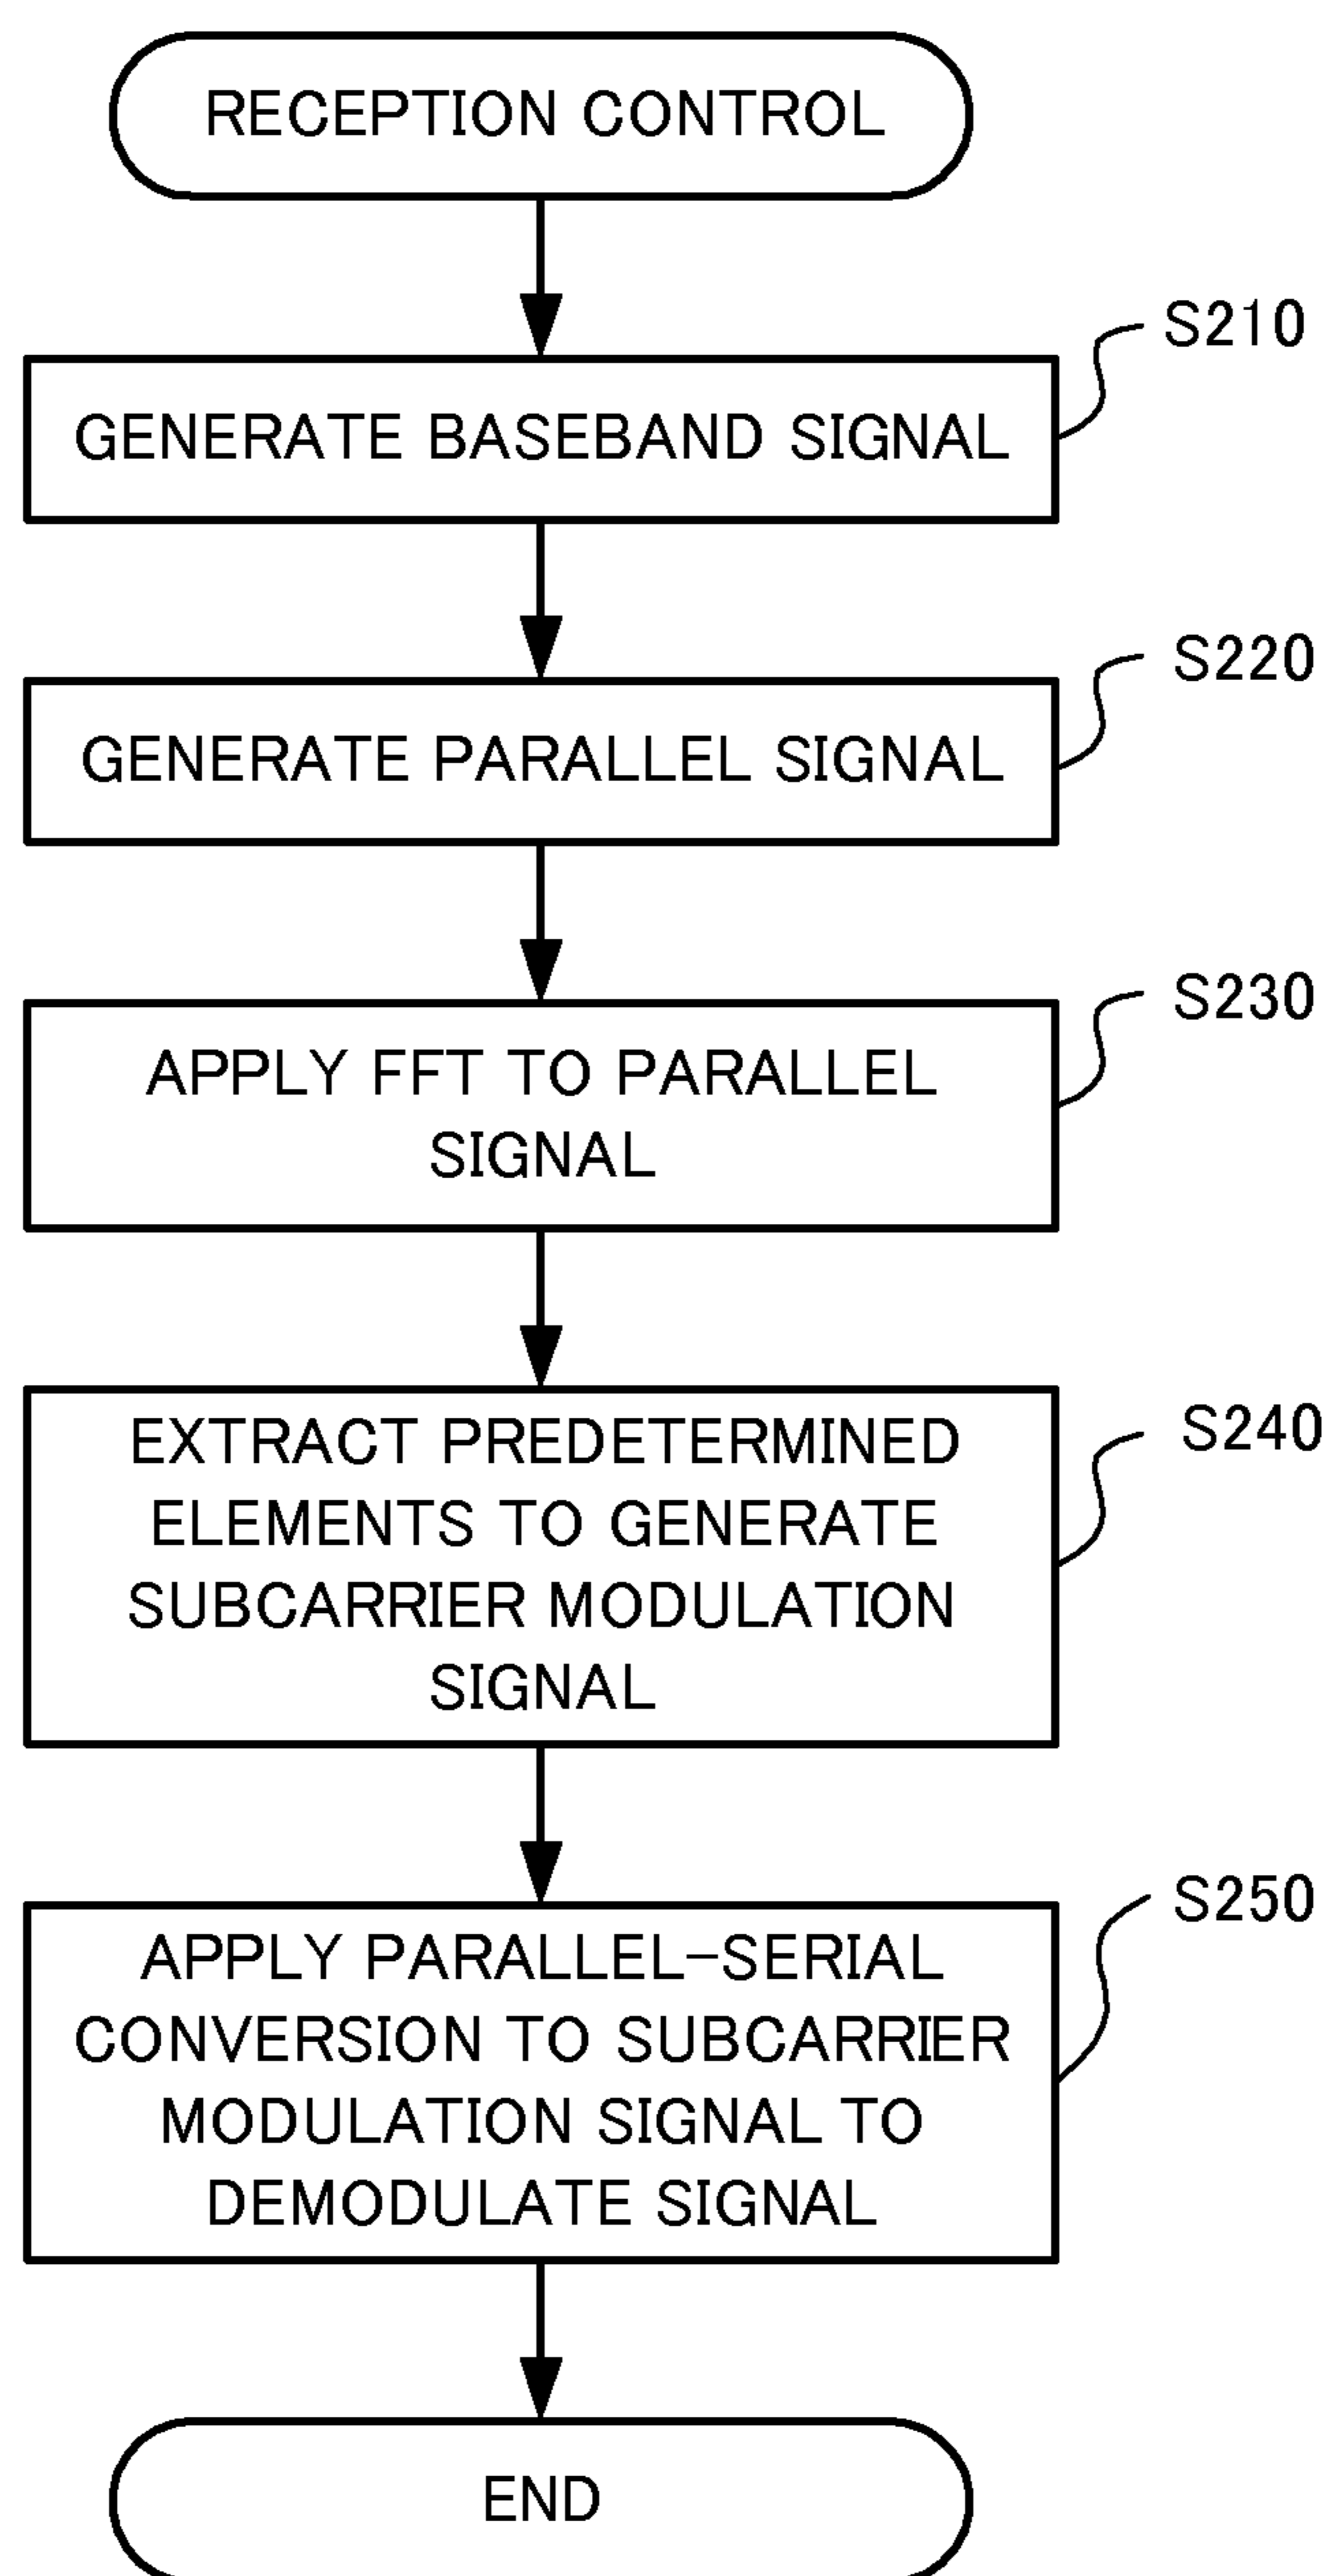 RECEPTION CONTROL
S210
GENERATE BASEBAND SIGNAL
S220
GENERATE PARALLEL SIGNAL
S230
APPLY FFT TO PARALLEL
SIGNAL
S240
EXTRACT PREDETERMINED
ELEMENTS TO GENERATE
SUBCARRIER MODULATION
SIGNAL
S250
APPLY PARALLEL-SERIAL
CONVERSION TO SUBCARRIER
MODULATION SIGNAL TO
DEMODULATE SIGNAL
END